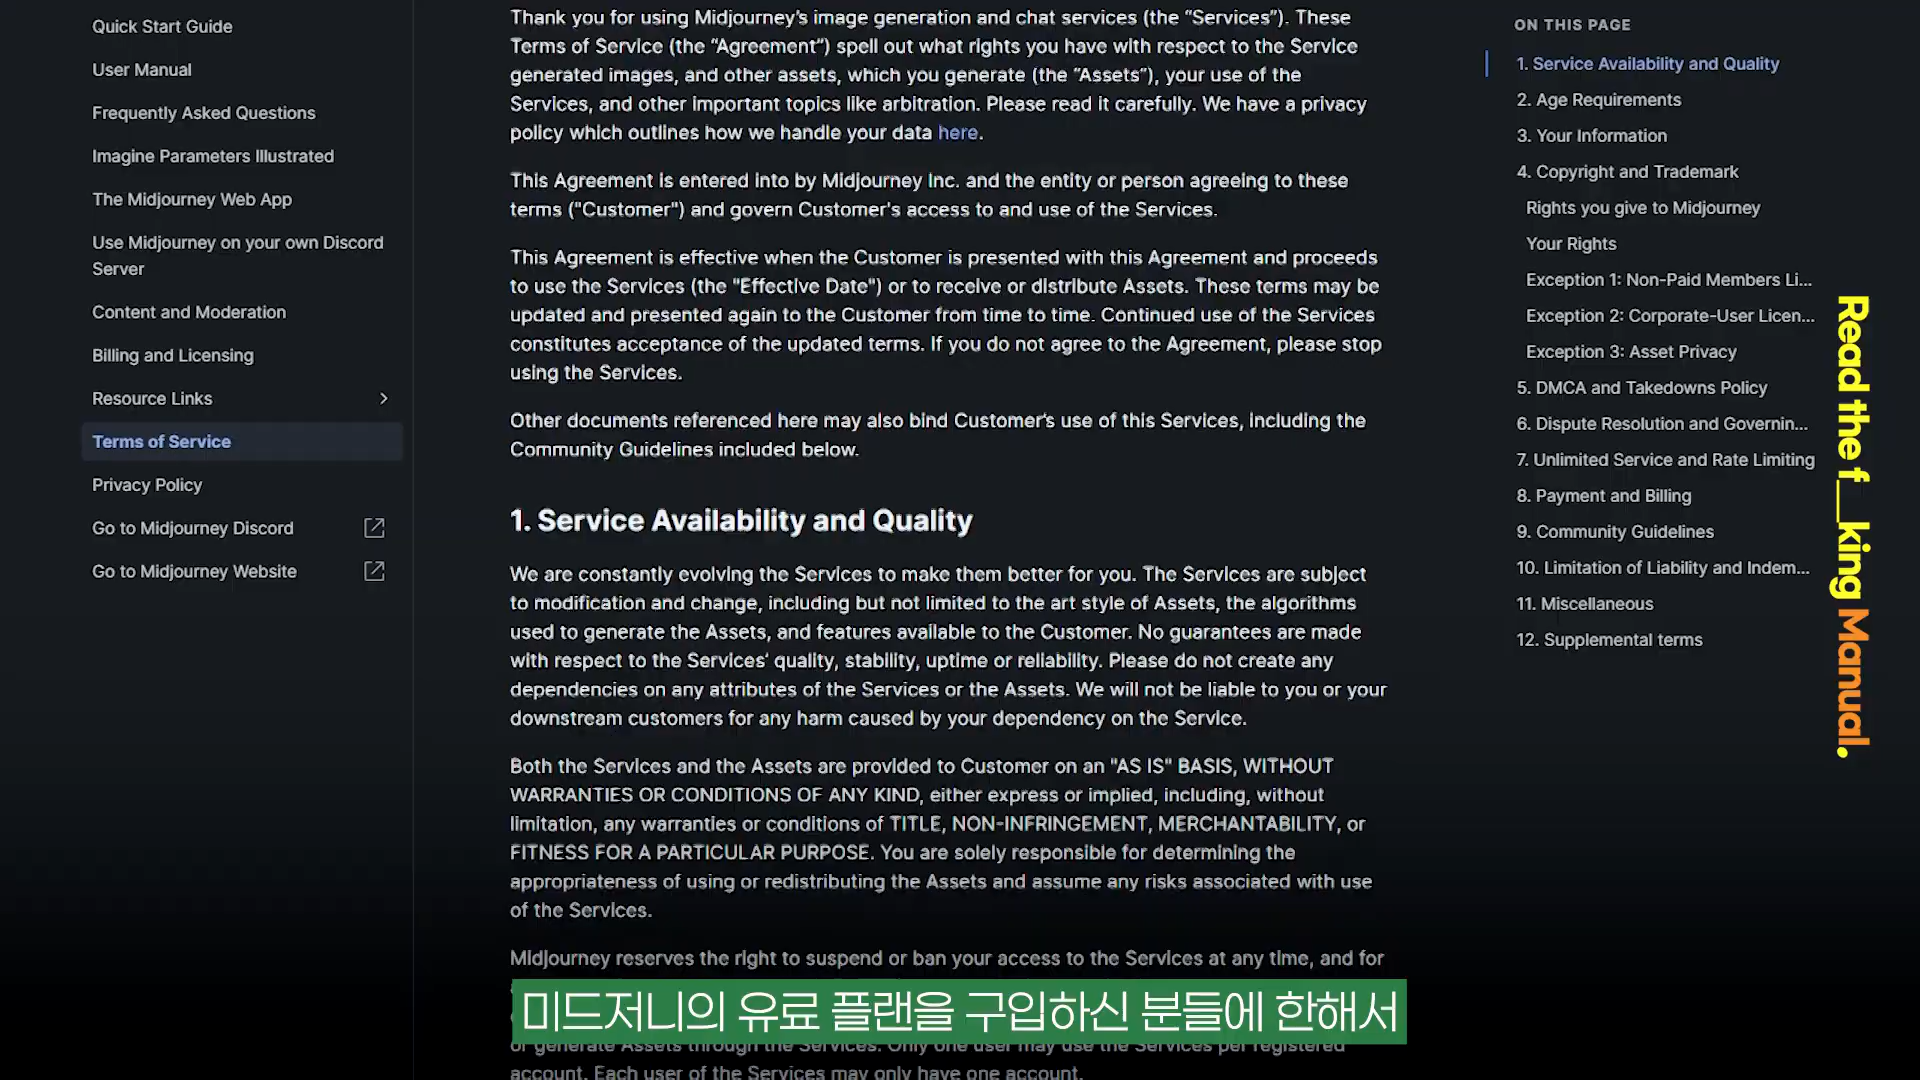 Quick Start Guide
User Manual
Frequently Asked Questions
Imagine Parameters Illustrated
The Midjourney Web App
Use Midjourney on your own Discord
Server
Content and Moderation
Billing and Licensing
Resource Links
Terms of Service
Privacy Policy
Go to Midjourney Discord
Go to Midjourney Website
Thank you for using Midjourney's image generation and chat services (the “Services”). These
Terms of Service (the “Agreement”) spell out what rights you have with respect to the Service
generated images, and other assets, which you generate (the “Assets”), your use of the
Services, and other important topics like arbitration. Please read it carefully. We have a privacy
policy which outlines how we handle your data here.
This Agreement is entered into by Midjourney Inc. and the entity or person agreeing to these
terms ("Customer") and govern Customer's access to and use of the Services.
This Agreement is effective when the Customer is presented with this Agreement and proceeds
to use the Services (the "Effective Date") or to receive or distribute Assets. These terms may be
updated and presented again to the Customer from time to time. Continued use of the Services
constitutes acceptance of the updated terms. If you do not agree to the Agreement, please stop
using the Services.
Other documents referenced here may also bind Customer's use of this Services, including the
Community Guidelines included below.
1. Service Availability and Quality
We are constantly evolving the Services to make them better for you. The Services are subject
to modification and change, including but not limited to the art style of Assets, the algorithms
used to generate the Assets, and features available to the Customer. No guarantees are made
with respect to the Services' quality, stability, uptime or reliability. Please do not create any
dependencies on any attributes of the Services or the Assets. We will not be liable to you or your
downstream customers for any harm caused by your dependency on the Service.
Both the Services and the Assets are provided to Customer on an "AS IS" BASIS, WITHOUT
WARRANTIES OR CONDITIONS OF ANY KIND, either express or implied, including, without
limitation, any warranties or conditions of TITLE, NON-INFRINGEMENT, MERCHANTABILITY, or
FITNESS FOR A PARTICULAR PURPOSE. You are solely responsible for determining the
appropriateness of using or redistributing the Assets and assume any risks associated with use
of the Services.
Midjourney reserves the right to suspend or ban your access to the Services at any time, and for
미드저니의 유료 플랜을 구입하신 분들에 한해서
or generate Assets through the Services. Only one user may use the Services per registered
account. Each user of the Services may only have one account.
ON THIS PAGE
1. Service Availability and Quality
2. Age Requirements
3. Your Information
4. Copyright and Trademark
Rights you give to Midjourney
Your Rights
Exception 1: Non-Paid Members Li...
Exception 2: Corporate-User Licen...
Exception 3: Asset Privacy
5. DMCA and Takedowns Policy
6. Dispute Resolution and Governin...
7. Unlimited Service and Rate Limiting
8. Payment and Billing
9. Community Guidelines
10. Limitation of Liability and Indem...
11. Miscellaneous
12. Supplemental terms
Read the f__king Manual.